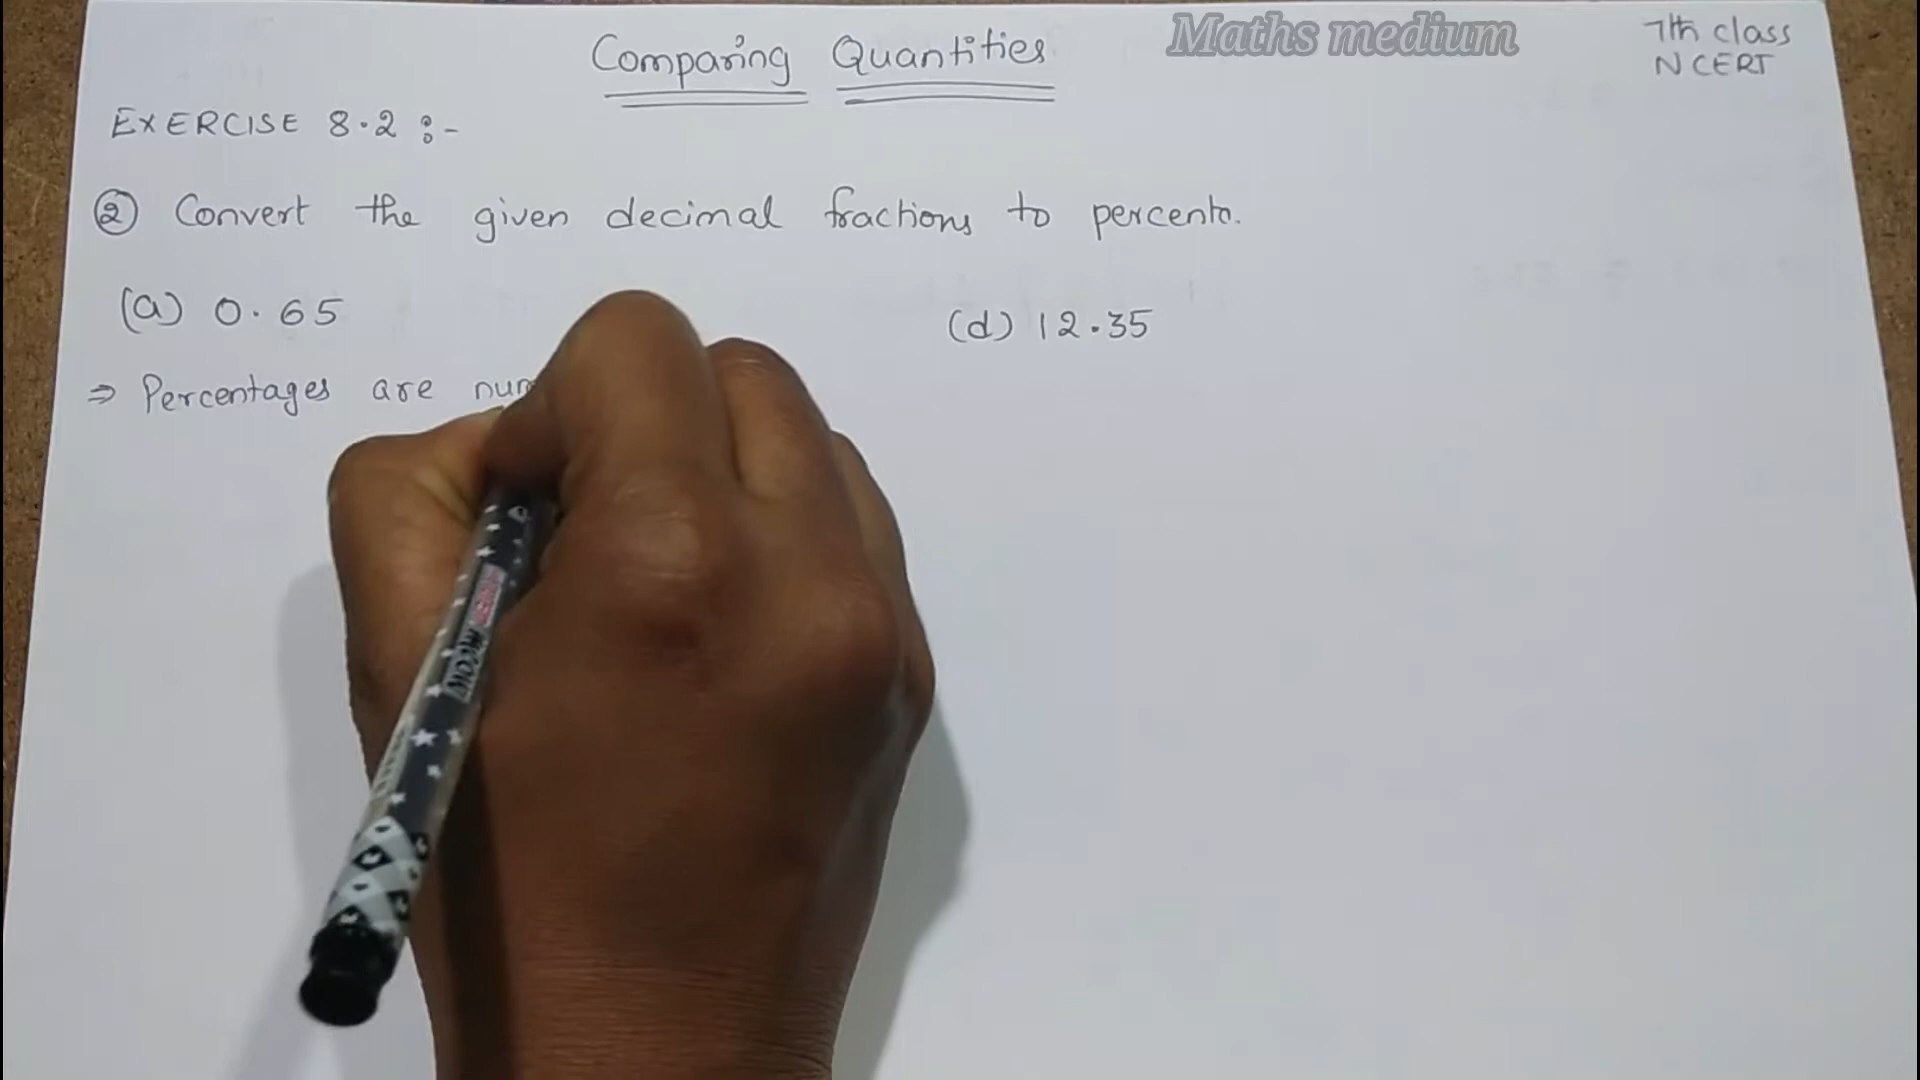 Comparing Quantities
Maths medium
7th class
NCERT
EXERCISE 8.2 :-
② Convert the given decimal fractions to percents.
(a) 0.65
(d) 12.35
⇒ Percentages are num